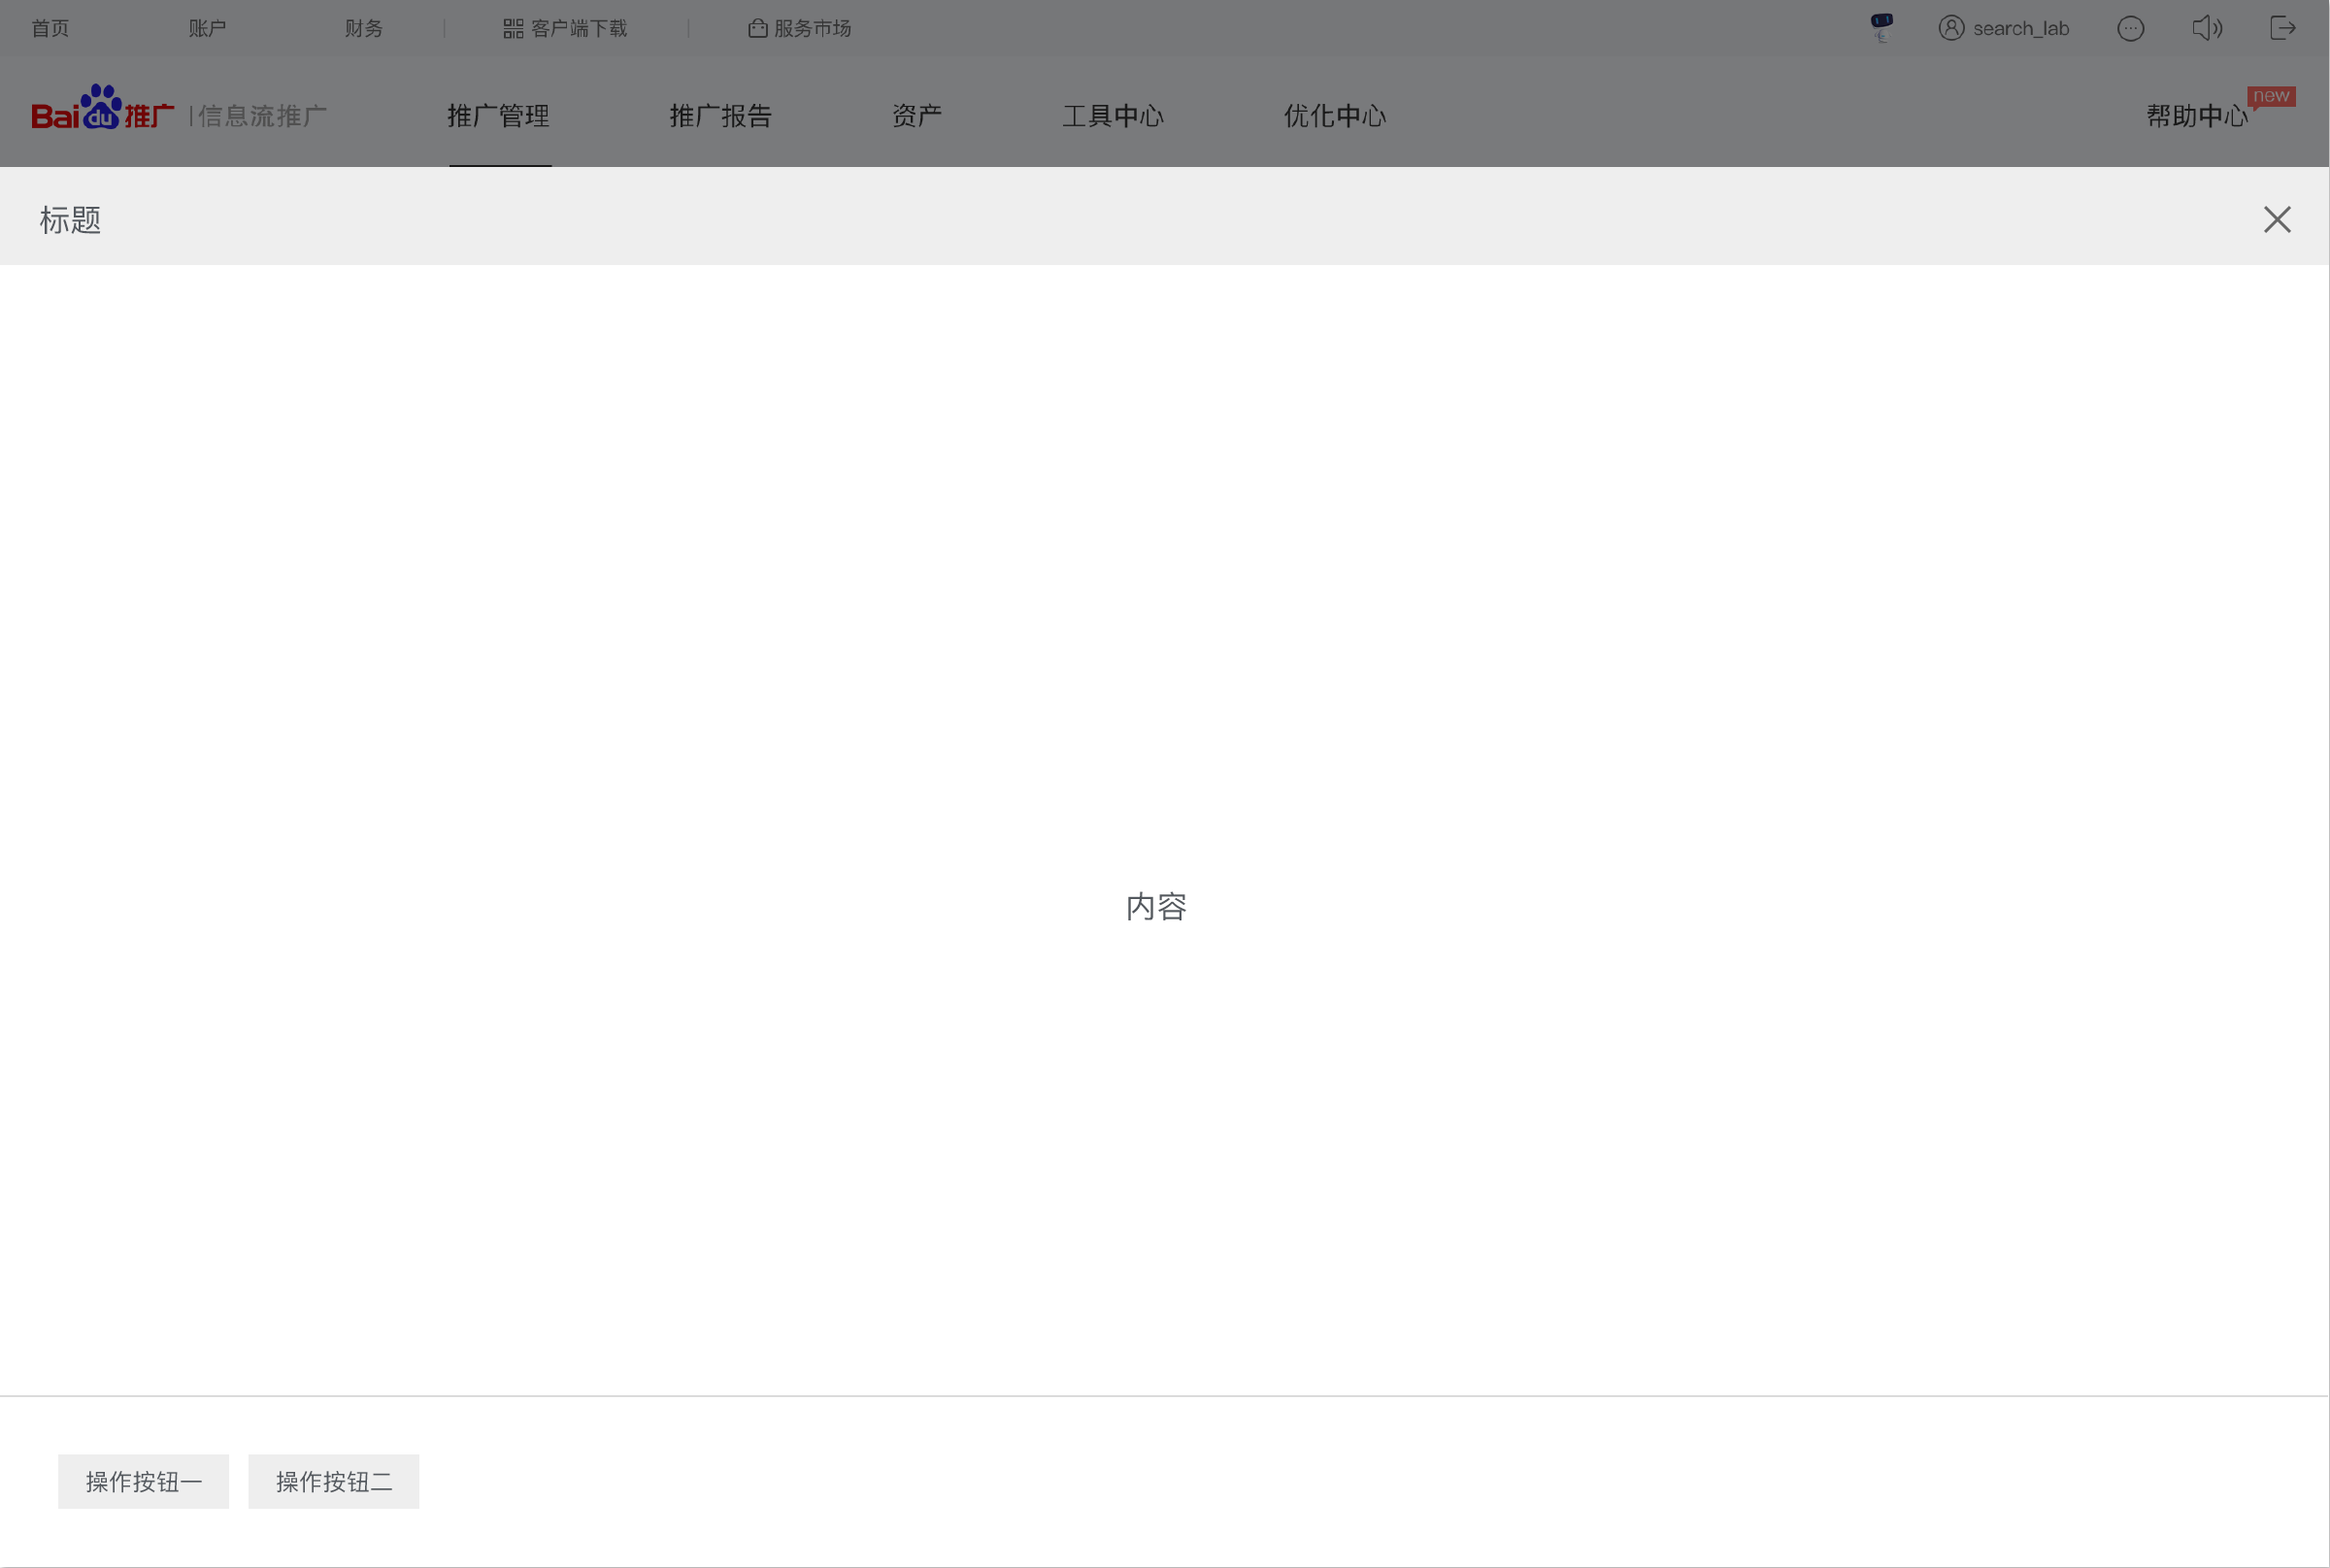 首页 账户 财务 客户端下载 服务市场 search_lab
Baidu推广 信息流推广 推广管理 推广报告 资产 工具中心 优化中心 帮助中心 new
标题
内容
操作按钮一 操作按钮二